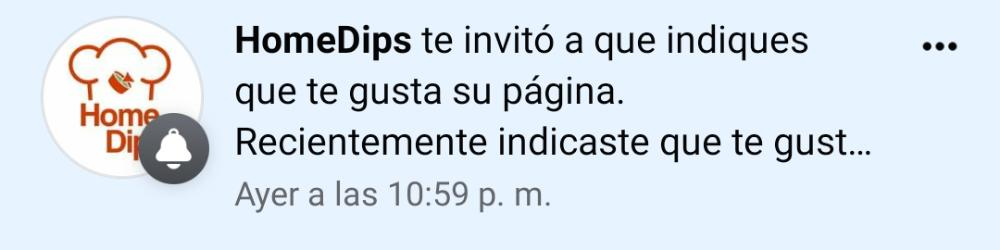 HomeDips te invitó a que indiques
que te gusta su página.
Recientemente indicaste que te gust...
Ayer a las 10:59 p. m.
Home
Dip